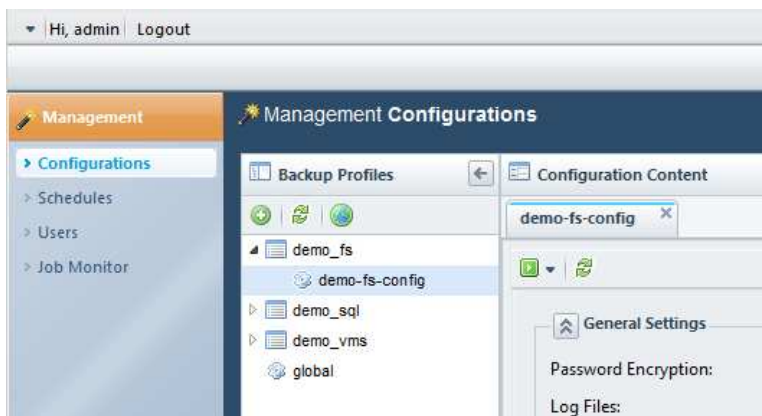 Hi, admin Logout
Management
Configurations
Schedules
Users
Job Monitor
Management Configurations
Backup Profiles
demo_fs
demo-fs-config
demo_sql
demo_vms
global
Configuration Content
demo-fs-config
General Settings
Password Encryption:
Log Files: